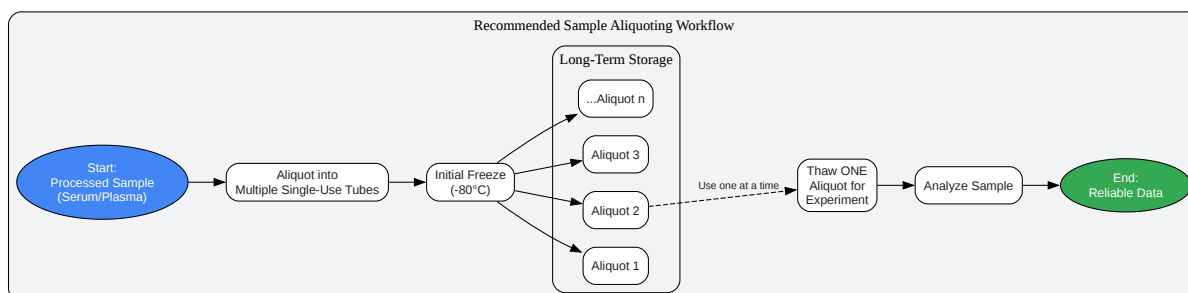 Recommended Sample Aliquoting Workflow
Long-Term Storage
Start:
Processed Sample
(Serum/Plasma)
Aliquot into
Multiple Single-Use Tubes
Initial Freeze
(-80°C)
...Aliquot n
Aliquot 3
Aliquot 2
Aliquot 1
Use one at a time
Thaw ONE
Aliquot for
Experiment
Analyze Sample
End:
Reliable Data